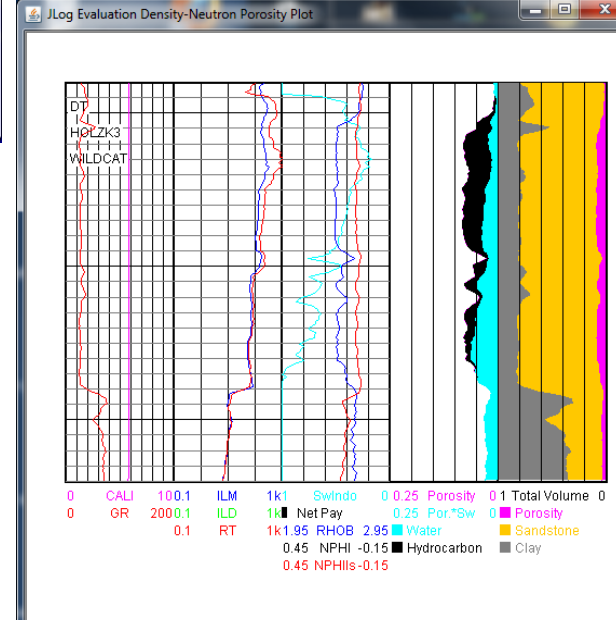 JLog Evaluation Density-Neutron Porosity Plot
DT
HOLZK3
WILDCAT
0 CALI 10 0.1 ILM 1k 1 SwIndo 0 0.25 Porosity 0 1 Total Volume 0
0 GR 200 0.1 ILD 1k Net Pay 0.25 Por.*Sw 0 Porosity
0.1 RT 1k 1.95 RHOB 2.95 Water Sandstone
0.45 NPHI -0.15 Hydrocarbon Clay
0.45 NPHIls -0.15